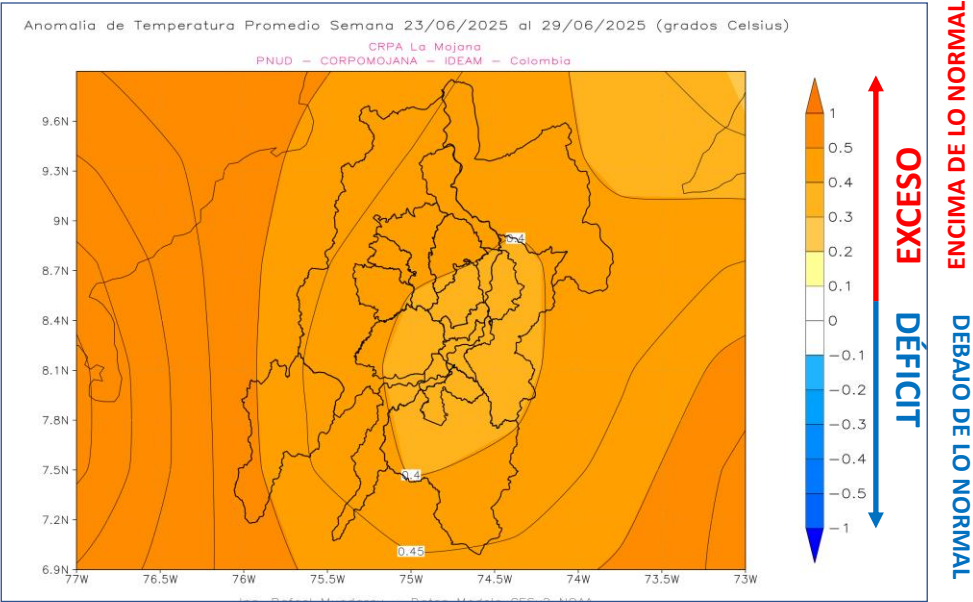 Anomalia de Temperatura Promedio Semana 23/06/2025 al 29/06/2025 (grados Celsius)
CRPA La Mojana
PNUD – CORPOMOJANA – IDEAM – Colombia
9.6N
9.3N
9N
8.7N
8.4N
8.1N
7.8N
7.5N
7.2N
6.9N
77W
76.5W
76W
75.5W
75W
74.5W
74W
73.5W
73W
0.4
0.4
0.45
1
0.5
0.4
0.3
0.2
0.1
0
−0.1
−0.2
−0.3
−0.4
−0.5
−1
EXCESO
DÉFICIT
ENCIMA DE LO NORMAL
DEBAJO DE LO NORMAL